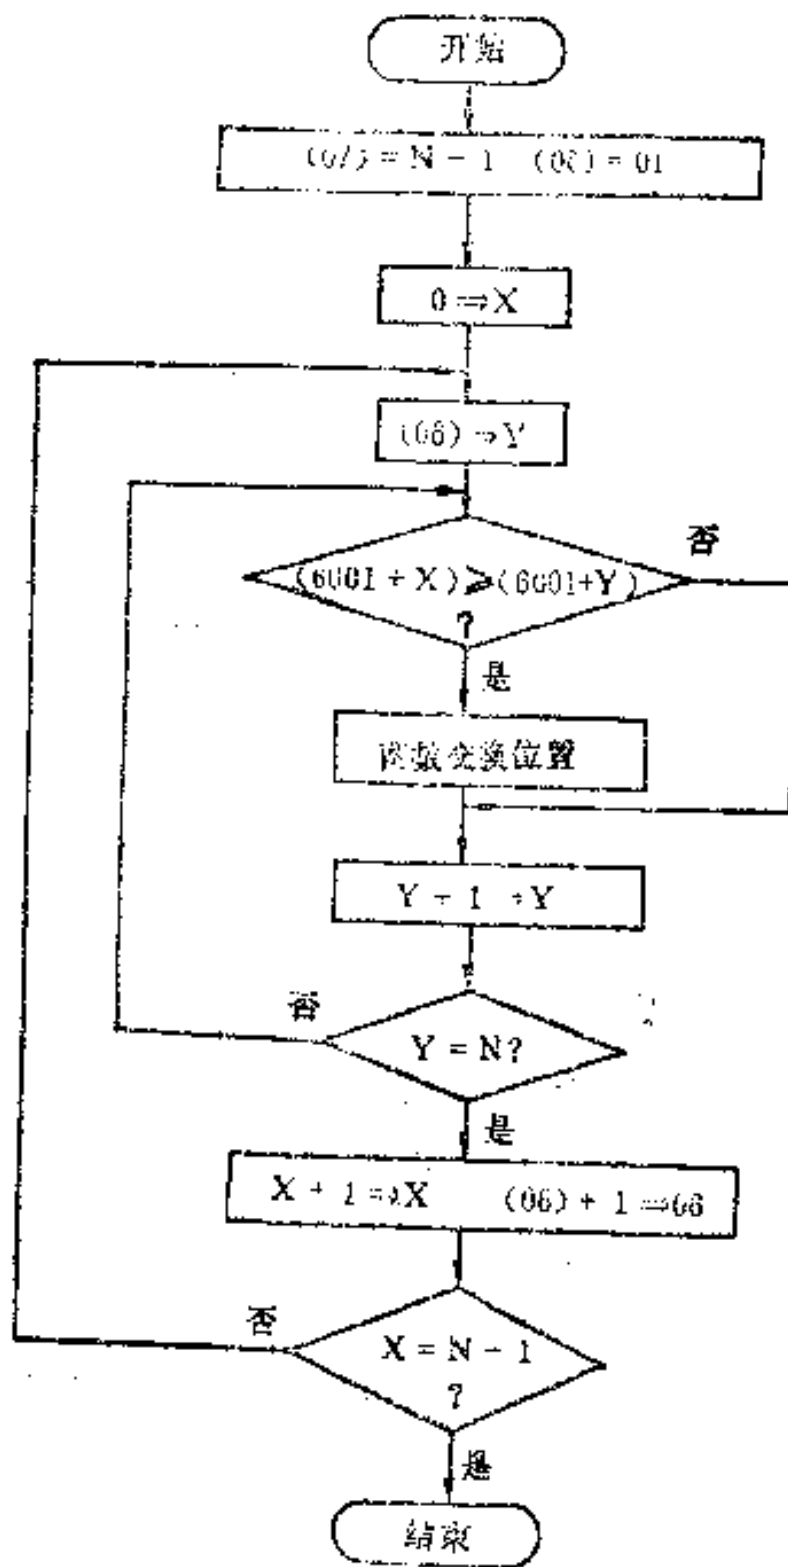 开始
(07) = N - 1 (06) = 01
0 ⇒ X
(06) ⇒ Y
否
(6001 + X) ⩾ (6001+Y)
?
是
两数交换位置
Y + 1 ⇒ Y
否
Y = N?
是
X + 1 ⇒ X (06) + 1 ⇒ 06
否
X = N - 1
?
是
结束